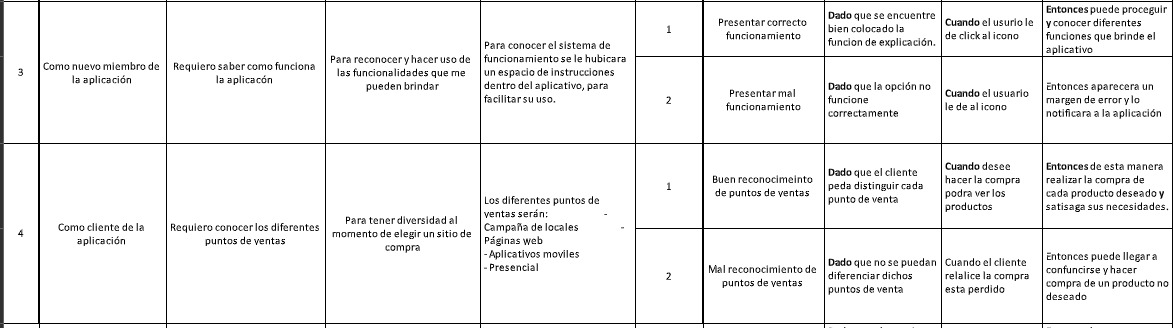 3
Como nuevo miembro de
la aplicación
Requiero saber como funciona
la aplicacón
Para reconocer y hacer uso de
las funcionalidades que me
pueden brindar
Para conocer el sistema de
funcionamiento se le hubicara
un espacio de instrucciones
dentro del aplicativo, para
facilitar su uso.
1
Presentar correcto
funcionamiento
Dado que se encuentre
bien colocado la
funcion de explicación.
Cuando el usurio le
de click al icono
Entonces puede proceguir
y conocer diferentes
funciones que brinde el
aplicativo
2
Presentar mal
funcionamiento
Dado que la opción no
funcione
correctamente
Cuando el usuario
le de al icono
Entonces aparecera un
margen de error y lo
notificara a la aplicación
4
Como cliente de la
aplicación
Requiero conocer los diferentes
puntos de ventas
Para tener diversidad al
momento de elegir un sitio de
compra
Los diferentes puntos de
ventas serán: -
Campaña de locales -
Páginas web
-Aplicativos moviles
-Presencial
1
Buen reconocimeinto
de puntos de ventas
Dado que el cliente
peda distinguir cada
punto de venta
Cuando desee
hacer la compra
podra ver los
productos
Entonces de esta manera
realizar la compra de
cada producto deseado y
satisaga sus necesidades.
2
Mal reconocimiento de
puntos de ventas
Dado que no se puedan
diferenciar dichos
puntos de venta
Cuando el cliente
relalice la compra
esta perdido
Entonces puede llegar a
confuncirse y hacer
compra de un producto no
deseado